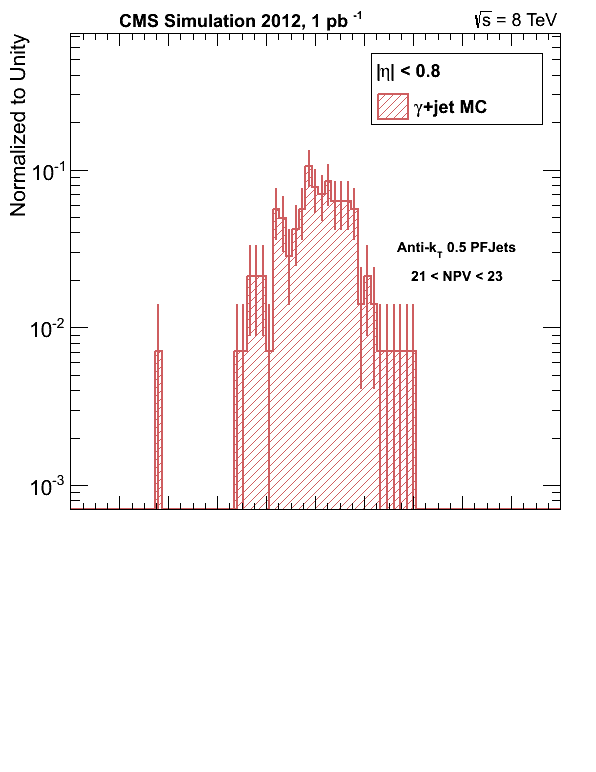 CMS Simulation 2012, 1 pb⁻¹ √s = 8 TeV
Normalized to Unity
|η| < 0.8
γ+jet MC
10⁻¹
Anti-k_T 0.5 PFJets
21 < NPV < 23
10⁻²
10⁻³